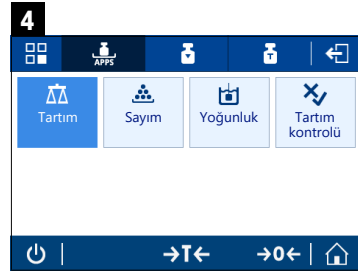 4
APPS
T
Tartım
Sayım
Yoğunluk
Tartım
kontrolü
→T←
→0←